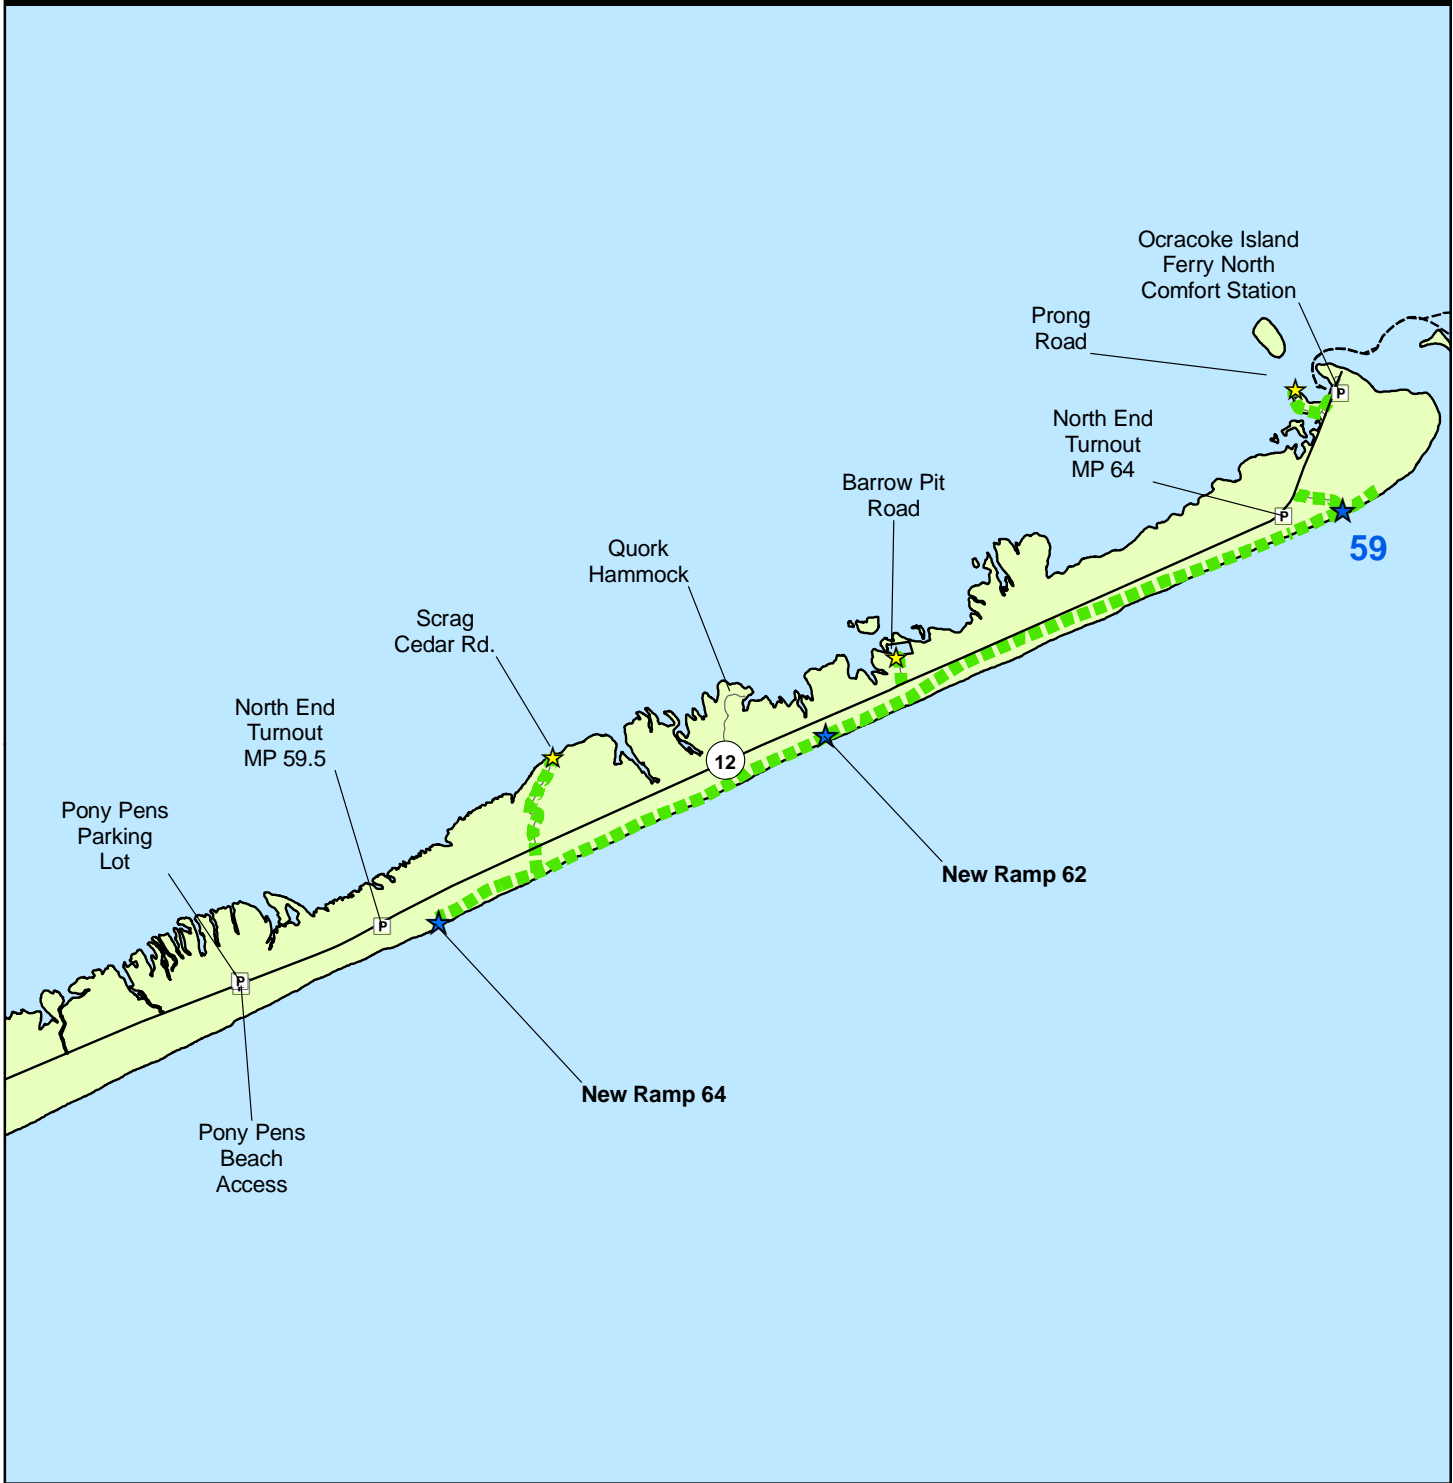 Ocracoke Island
Ferry North
Comfort Station
Prong
Road
North End
Turnout
MP 64
Barrow Pit
Road
59
Quork
Hammock
Scrag
Cedar Rd.
North End
Turnout
MP 59.5
12
Pony Pens
Parking
Lot
New Ramp 62
New Ramp 64
Pony Pens
Beach
Access
P
P
P
P
P